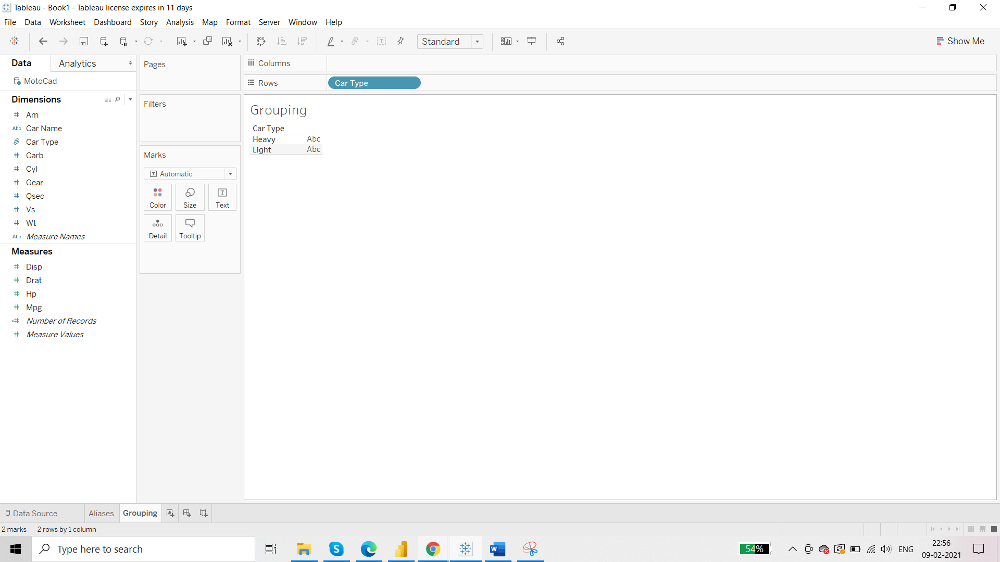 Tableau - Book1 - Tableau license expires in 11 days
File Data Worksheet Dashboard Story Analysis Map Format Server Window Help
Standard
Show Me
Data Analytics
MotoCad
Dimensions
# Am
Abc Car Name
Car Type
# Carb
# Cyl
# Gear
# Qsec
# Vs
# Wt
Abc Measure Names
Measures
# Disp
# Drat
# Hp
# Mpg
=# Number of Records
# Measure Values
Pages
Filters
Marks
T Automatic
Color Size Text
Detail Tooltip
Columns
Rows Car Type
Grouping
Car Type
Heavy Abc
Light Abc
Data Source Aliases Grouping
2 marks 2 rows by 1 column
Type here to search
54%
ENG
22:56
09-02-2021